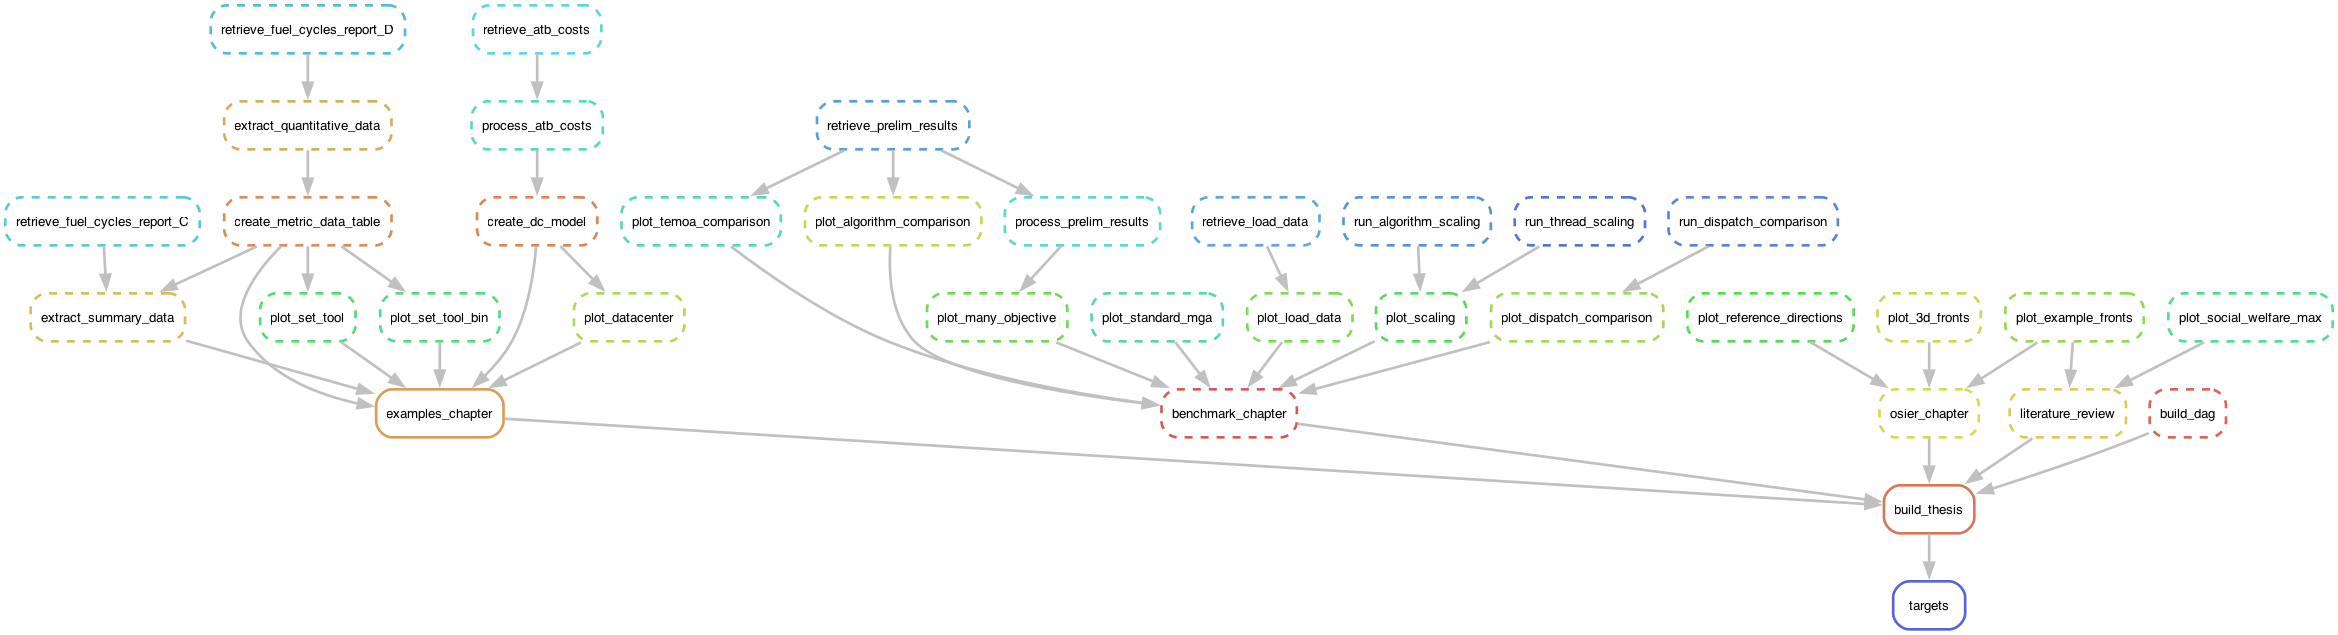 retrieve_fuel_cycles_report_D
retrieve_atb_costs
extract_quantitative_data
process_atb_costs
retrieve_prelim_results
retrieve_fuel_cycles_report_C
create_metric_data_table
create_dc_model
plot_temoa_comparison
plot_algorithm_comparison
process_prelim_results
retrieve_load_data
run_algorithm_scaling
run_thread_scaling
run_dispatch_comparison
extract_summary_data
plot_set_tool
plot_set_tool_bin
plot_datacenter
plot_many_objective
plot_standard_mga
plot_load_data
plot_scaling
plot_dispatch_comparison
plot_reference_directions
plot_3d_fronts
plot_example_fronts
plot_social_welfare_max
examples_chapter
benchmark_chapter
osier_chapter
literature_review
build_dag
build_thesis
targets